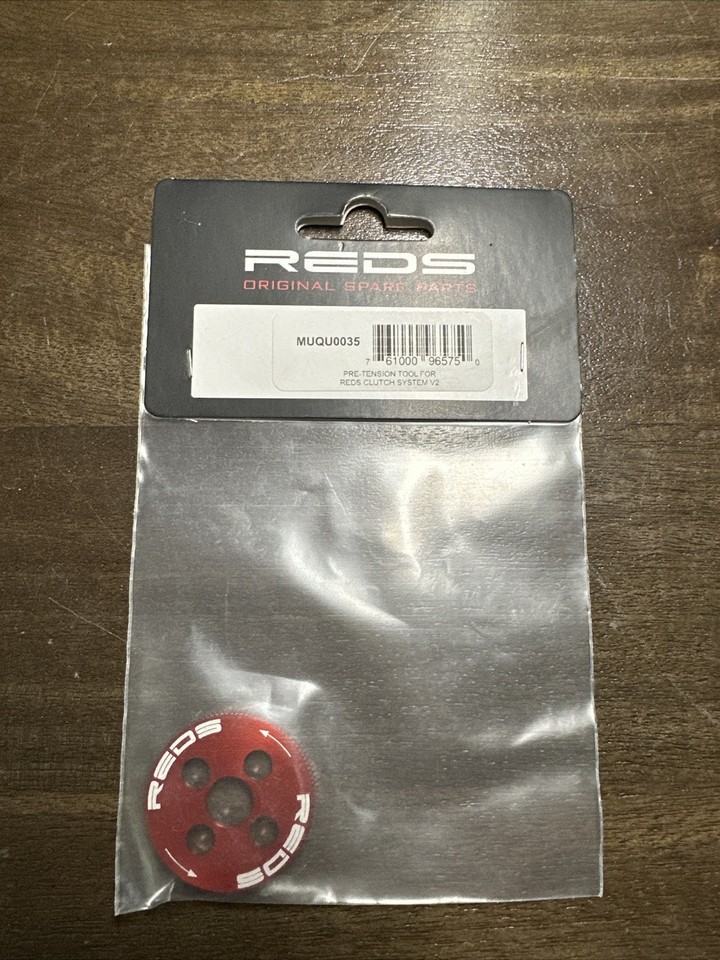 REDS
ORIGINAL SPARE PARTS
MUQU0035
7 61000 96575 0
PRE-TENSION TOOL FOR
REDS CLUTCH SYSTEM V2
REDS
REDS